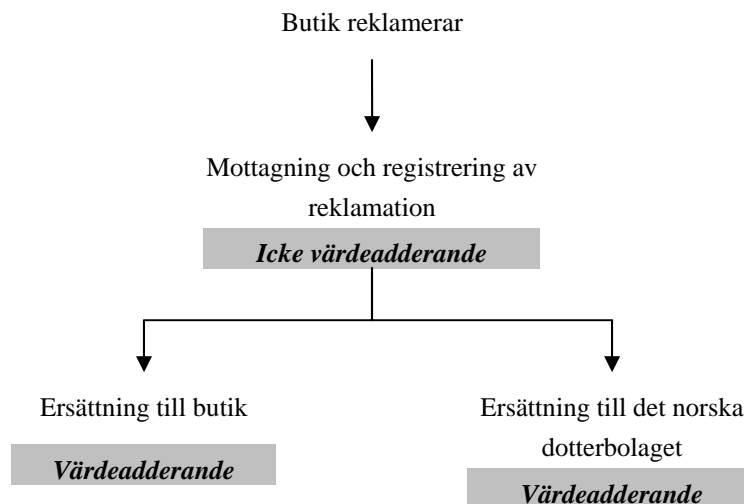 Butik reklamerar
Mottagning och registrering av
reklamation
Icke värdeadderande
Ersättning till butik
Värdeadderande
Ersättning till det norska
dotterbolaget
Värdeadderande